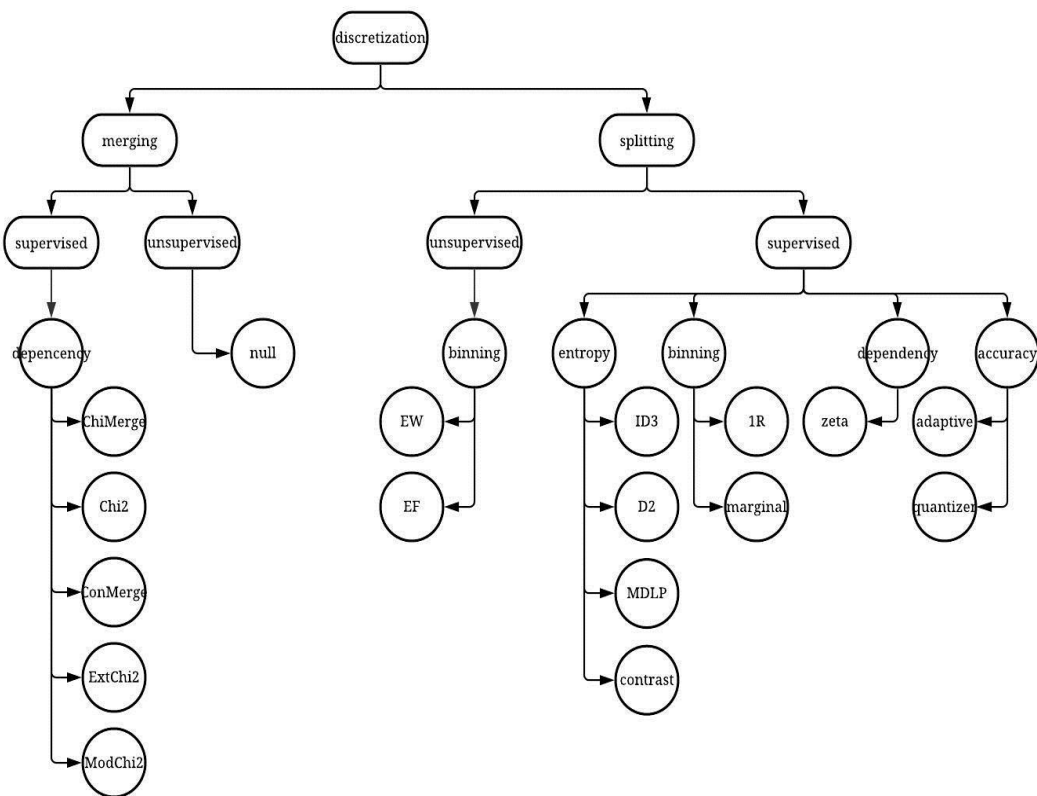 discretization
merging
splitting
supervised
unsupervised
unsupervised
supervised
depencency
null
binning
entropy
binning
dependency
accuracy
ChiMerge
EW
ID3
1R
zeta
adaptive
Chi2
EF
D2
marginal
quantizer
ConMerge
MDLP
ExtChi2
contrast
ModChi2